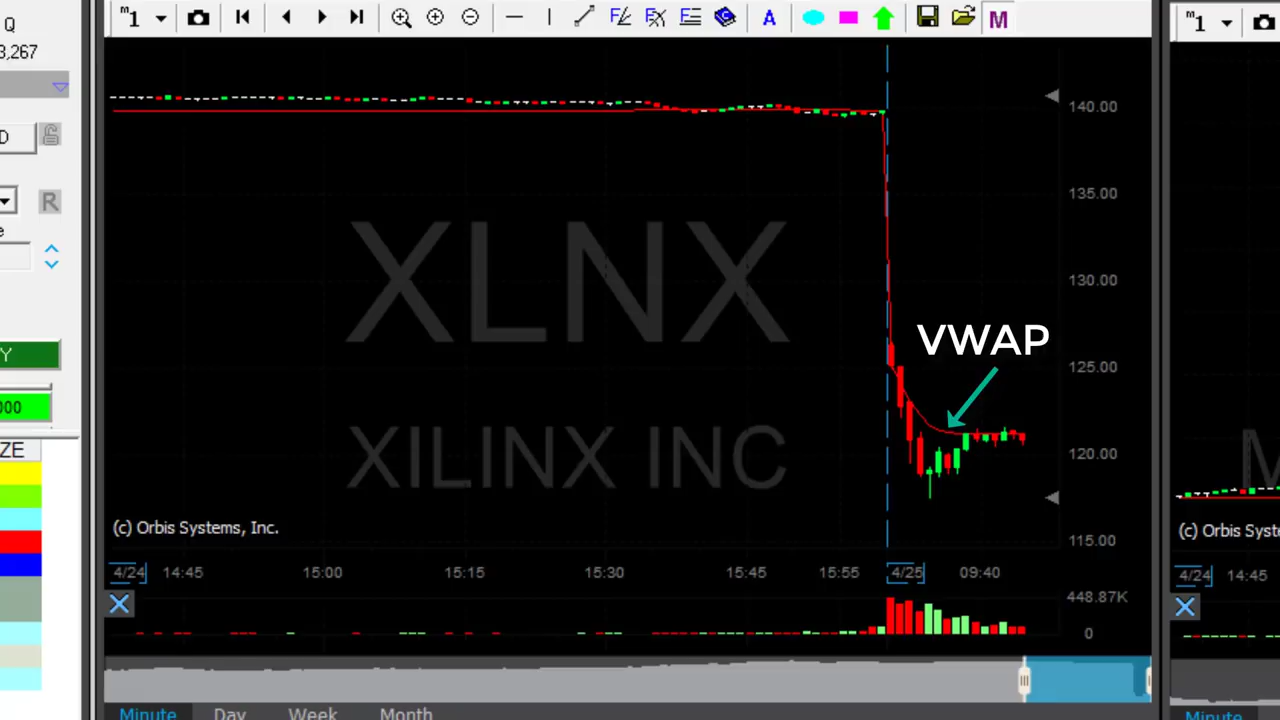 Q
3,267
D
R
e
Y
000
ZE
m1
A
M
XLNX
XILINX INC
VWAP
(c) Orbis Systems, Inc.
140.00
135.00
130.00
125.00
120.00
115.00
4/24 14:45 15:00 15:15 15:30 15:45 15:55 4/25 09:40
448.87K
0
Minute Day Week Month
m1
M
(c) Orbis Syste
4/24 14:45
Minute